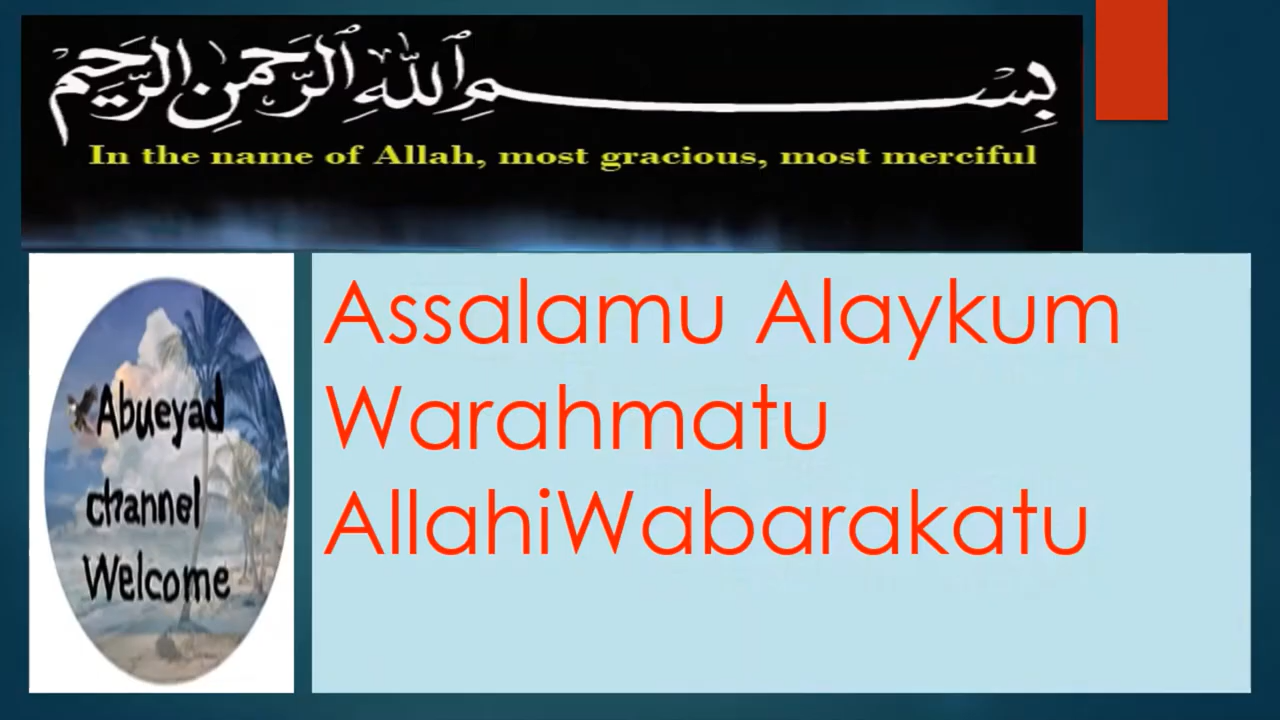 بِسْمِ اللَّهِ الرَّحْمَنِ الرَّحِيمِ
In the name of Allah, most gracious, most merciful
Abueyad
channel
Welcome
Assalamu Alaykum
Warahmatu
AllahiWabarakatu